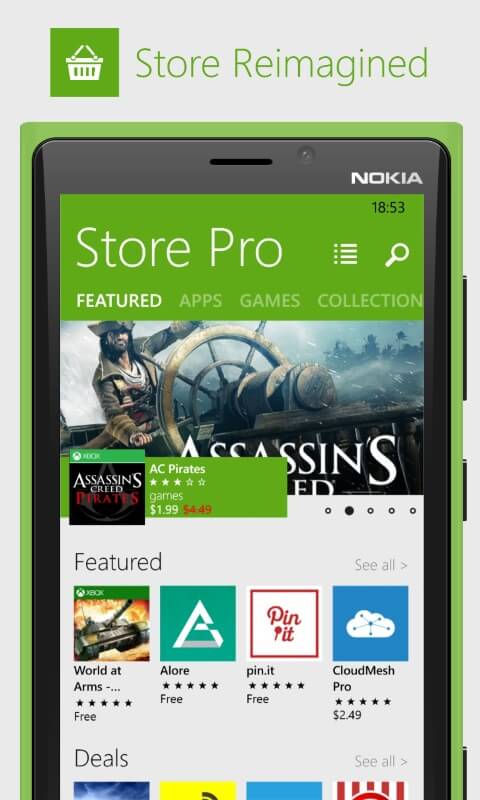 Store Reimagined
NOKIA
18:53
Store Pro
FEATURED APPS GAMES COLLECTION
ASSASSIN'S
CREED
XBOX
ASSASSIN'S
CREED
PIRATES
AC Pirates
games
$1.99 $4.49
Featured
See all >
XBOX
World at
Arms -...
Free
Alore
Free
Pin
it
pin.it
Free
CloudMesh
Pro
$2.49
Deals
See all >